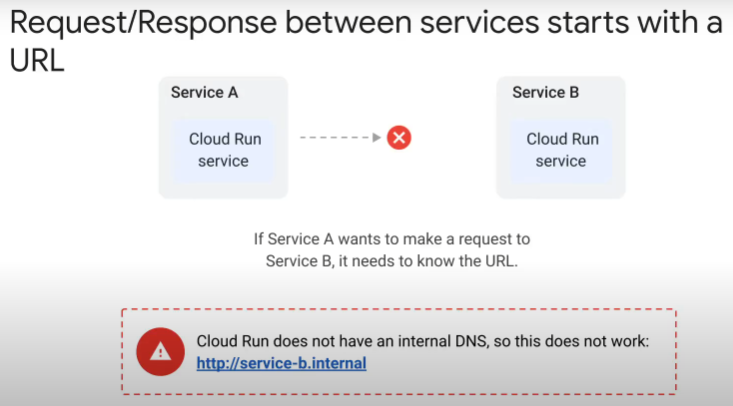 Request/Response between services starts with a
URL
Service A
Cloud Run
service
Service B
Cloud Run
service
If Service A wants to make a request to
Service B, it needs to know the URL.
Cloud Run does not have an internal DNS, so this does not work:
http://service-b.internal